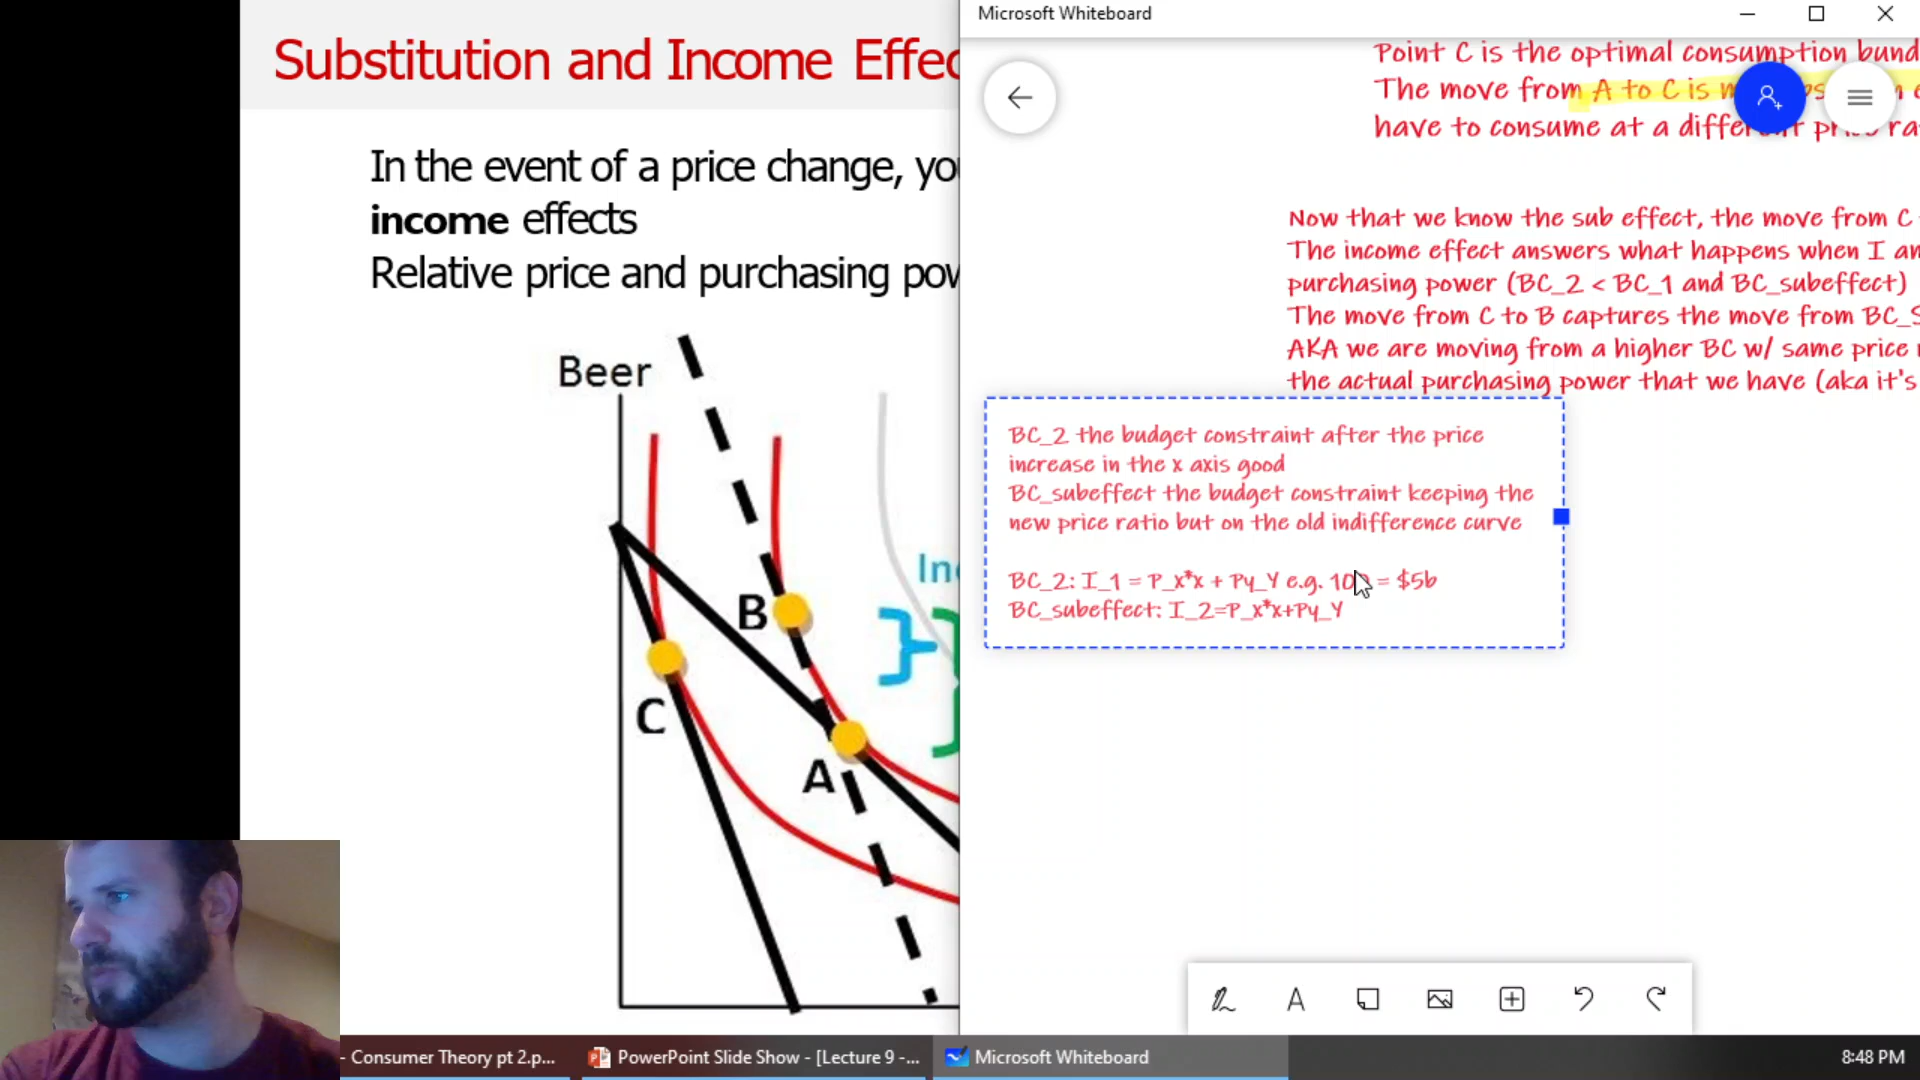 Substitution and Income Effec
In the event of a price change, yo
income effects
Relative price and purchasing pow
Beer
B
C
A
In
Microsoft Whiteboard
Point C is the optimal consumption bund
The move from A to C is
have to consume at a different
Now that we know the sub effect, the move from C
The income effect answers what happens when I am
purchasing power (BC_2 < BC_1 and BC_subeffect)
The move from C to B captures the move from BC_S
AKA we are moving from a higher BC w/ same price
the actual purchasing power that we have (aka it's
BC_2 the budget constraint after the price
increase in the x axis good
BC_subeffect the budget constraint keeping the
new price ratio but on the old indifference curve
BC_2: I_1 = P_x*x + Py_Y e.g. = $5b
BC_subeffect: I_2=P_x*x+Py_Y
- Consumer Theory pt 2.p...
PowerPoint Slide Show - [Lecture 9 -...
Microsoft Whiteboard
8:48 PM